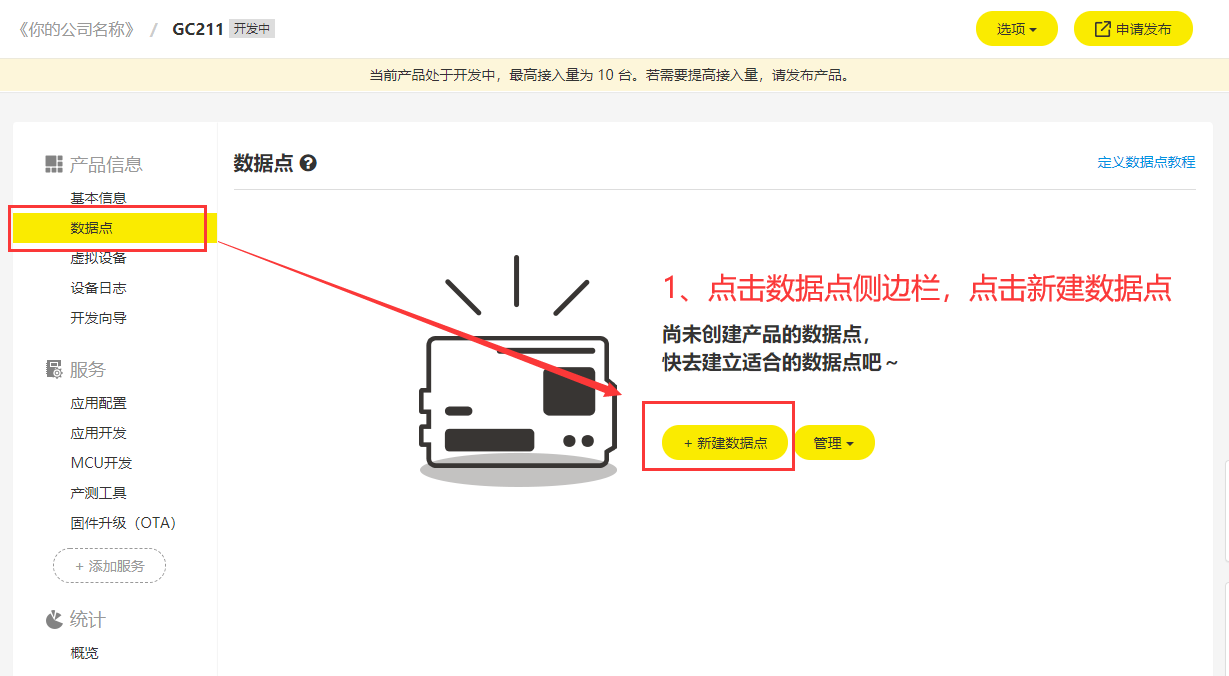 《你的公司名称》 / GC211 开发中
选项
申请发布
当前产品处于开发中，最高接入量为 10 台。若需要提高接入量，请发布产品。
产品信息
基本信息
数据点
虚拟设备
设备日志
开发向导
服务
应用配置
应用开发
MCU开发
产测工具
固件升级（OTA）
+ 添加服务
统计
概览
数据点 ?
定义数据点教程
1、点击数据点侧边栏，点击新建数据点
尚未创建产品的数据点，
快去建立适合的数据点吧～
+ 新建数据点
管理